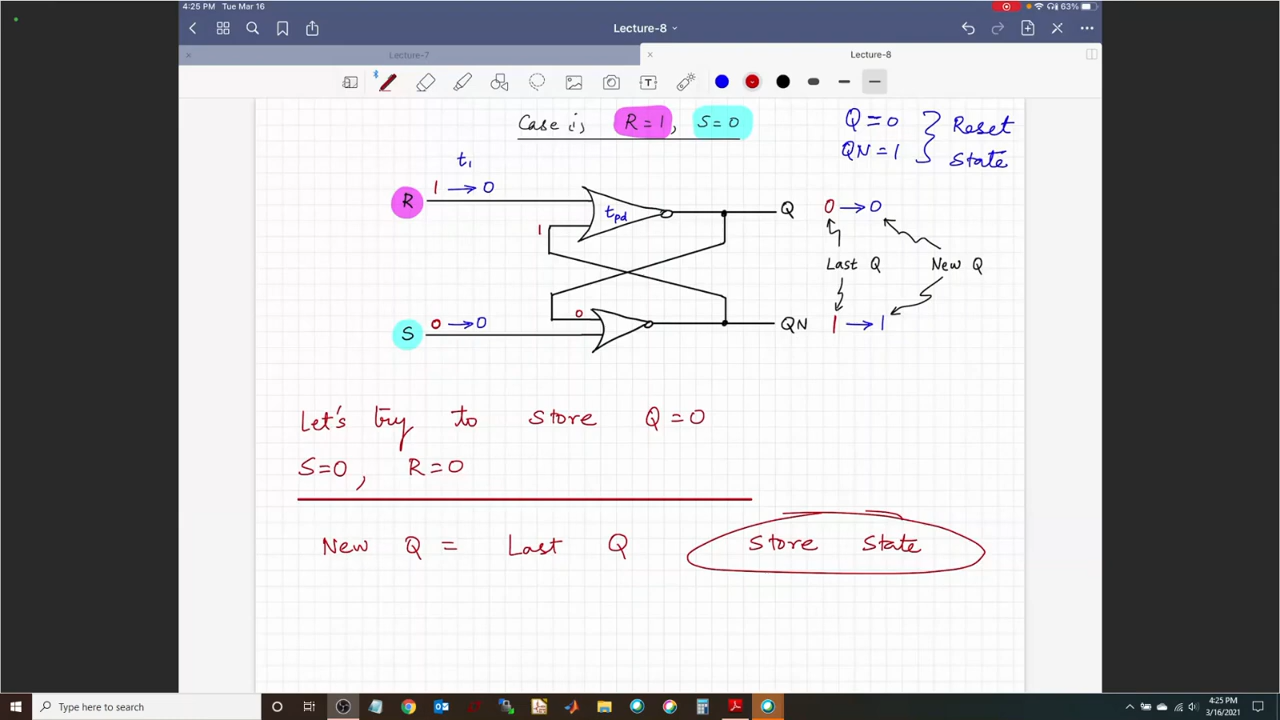 4:25 PM Tue Mar 16
63%
Lecture-8
Lecture-7
Lecture-8
Case is, R = 1, S = 0
Q = 0
QN = 1
Reset
State
t₁
R
1 → 0
tpd
Q
0 → 0
1
Last Q
New Q
S
0 → 0
0
QN
1 → 1
Let's try to store Q = 0
S = 0, R = 0
New Q = Last Q
Store State
Type here to search
4:25 PM
3/16/2021